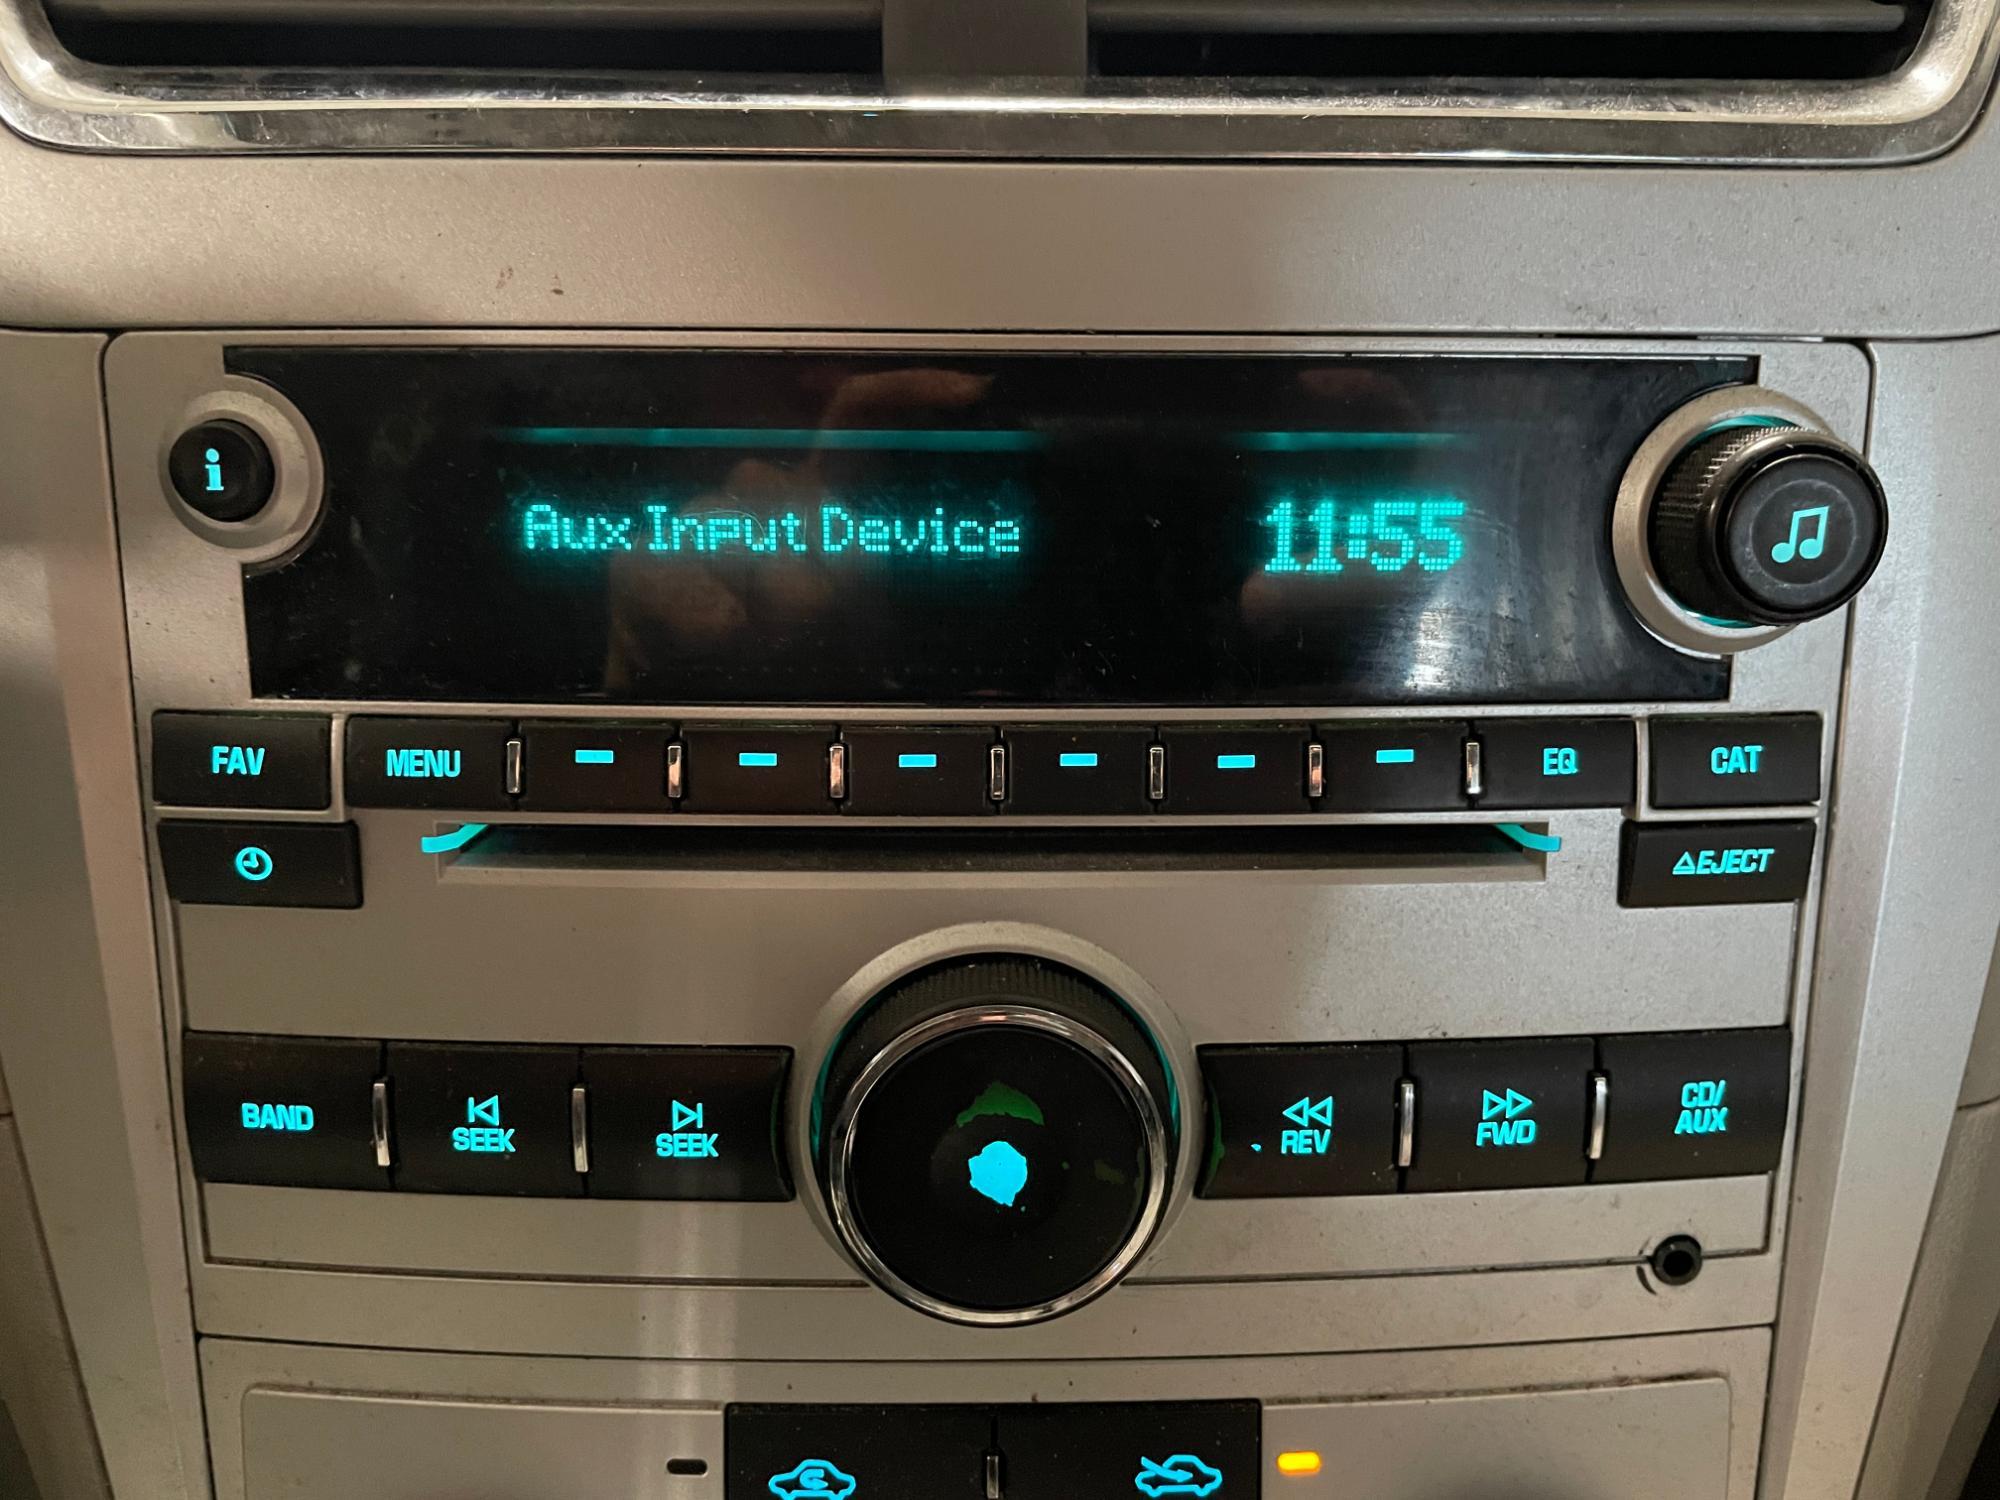 i
Aux Input Device 11:55
FAV MENU EQ CAT
EJECT
BAND SEEK SEEK REV FWD CD/
AUX